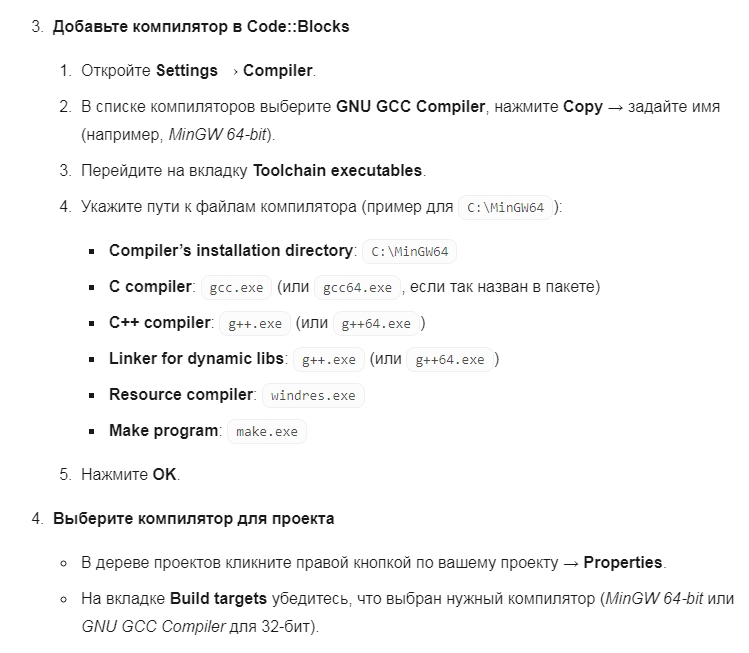 3. Добавьте компилятор в Code::Blocks
1. Откройте Settings → Compiler.
2. В списке компиляторов выберите GNU GCC Compiler, нажмите Copy → задайте имя
(например, MinGW 64-bit).
3. Перейдите на вкладку Toolchain executables.
4. Укажите пути к файлам компилятора (пример для C:\MinGW64 ):
▪ Compiler’s installation directory: C:\MinGW64
▪ C compiler: gcc.exe (или gcc64.exe , если так назван в пакете)
▪ C++ compiler: g++.exe (или g++64.exe )
▪ Linker for dynamic libs: g++.exe (или g++64.exe )
▪ Resource compiler: windres.exe
▪ Make program: make.exe
5. Нажмите OK.
4. Выберите компилятор для проекта
◦ В дереве проектов кликните правой кнопкой по вашему проекту → Properties.
◦ На вкладке Build targets убедитесь, что выбран нужный компилятор (MinGW 64-bit или
GNU GCC Compiler для 32-бит).